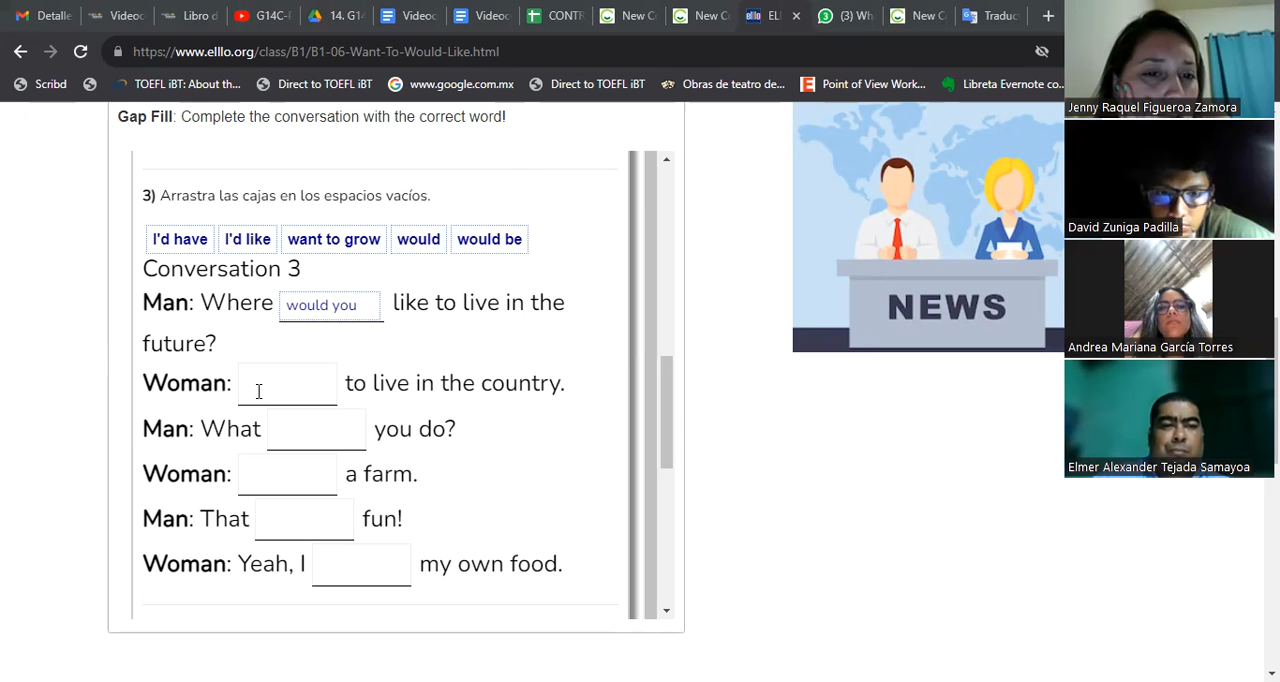 Detalle
Videoc
Libro d
G14C-I
14. G14
Videoc
Videoc
CONTR
New C
New C
ELI
(3) Wh
New C
Traduc
https://www.elllo.org/class/B1/B1-06-Want-To-Would-Like.html
Scribd
TOEFL iBT: About th...
Direct to TOEFL iBT
www.google.com.mx
Direct to TOEFL iBT
Obras de teatro de...
Point of View Work...
Libreta Evernote co...
Gap Fill: Complete the conversation with the correct word!
3) Arrastra las cajas en los espacios vacíos.
I'd have I'd like want to grow would would be
Conversation 3
Man: Where would you like to live in the
future?
Woman: to live in the country.
Man: What you do?
Woman: a farm.
Man: That fun!
Woman: Yeah, I my own food.
NEWS
Jenny Raquel Figueroa Zamora
David Zuniga Padilla
Andrea Mariana García Torres
Elmer Alexander Tejada Samayoa